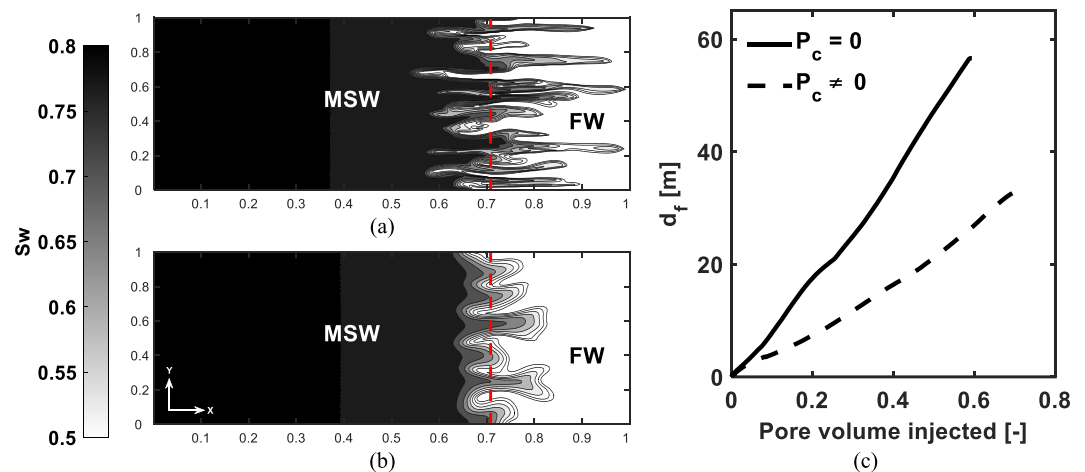 0.8
0.75
0.7
0.65
0.6
0.55
0.5
Sw
1
0.8
0.6
0.4
0.2
0
MSW
FW
0.1 0.2 0.3 0.4 0.5 0.6 0.7 0.8 0.9 1
(a)
1
0.8
0.6
0.4
0.2
0
MSW
FW
Y
X
0.1 0.2 0.3 0.4 0.5 0.6 0.7 0.8 0.9 1
(b)
60
40
20
0
d_f [m]
P_c = 0
P_c ≠ 0
0 0.2 0.4 0.6 0.8
Pore volume injected [-]
(c)